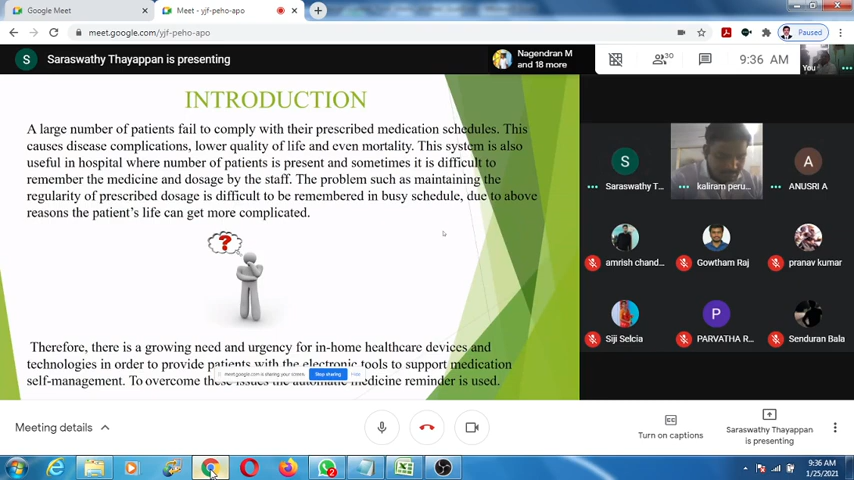 Google Meet
Meet - yjf-peho-apo
meet.google.com/yjf-peho-apo
Paused
S
Saraswathy Thayappan is presenting
Nagendran M
and 18 more
30
9:36 AM
You
INTRODUCTION
A large number of patients fail to comply with their prescribed medication schedules. This
causes disease complications, lower quality of life and even mortality. This system is also
useful in hospital where number of patients is present and sometimes it is difficult to
remember the medicine and dosage by the staff. The problem such as maintaining the
regularity of prescribed dosage is difficult to be remembered in busy schedule, due to above
reasons the patient's life can get more complicated.
?
Therefore, there is a growing need and urgency for in-home healthcare devices and
technologies in order to provide patients with the electronic tools to support medication
self-management. To overcome these issues the automatic medicine reminder is used.
meet.google.com is sharing your screen.
Stop sharing
Hide
S
Saraswathy T...
kaliram peru...
A
ANUSRI A
amrish chand...
Gowtham Raj
pranav kumar
Siji Selcia
P
PARVATHA R...
Senduran Bala
Meeting details
Turn on captions
Saraswathy Thayappan
is presenting
2
9:36 AM
1/25/2021